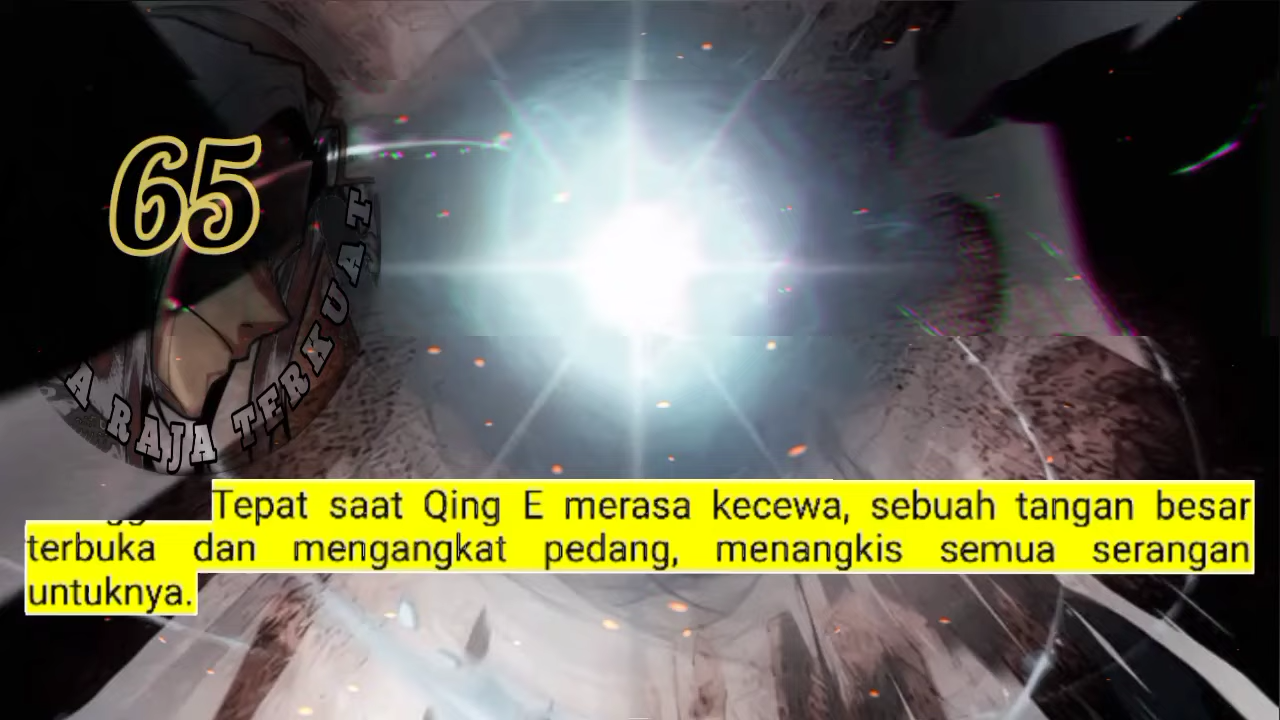 65
A RAJA TERKUAT
Tepat saat Qing E merasa kecewa, sebuah tangan besar
terbuka dan mengangkat pedang, menangkis semua serangan
untuknya.